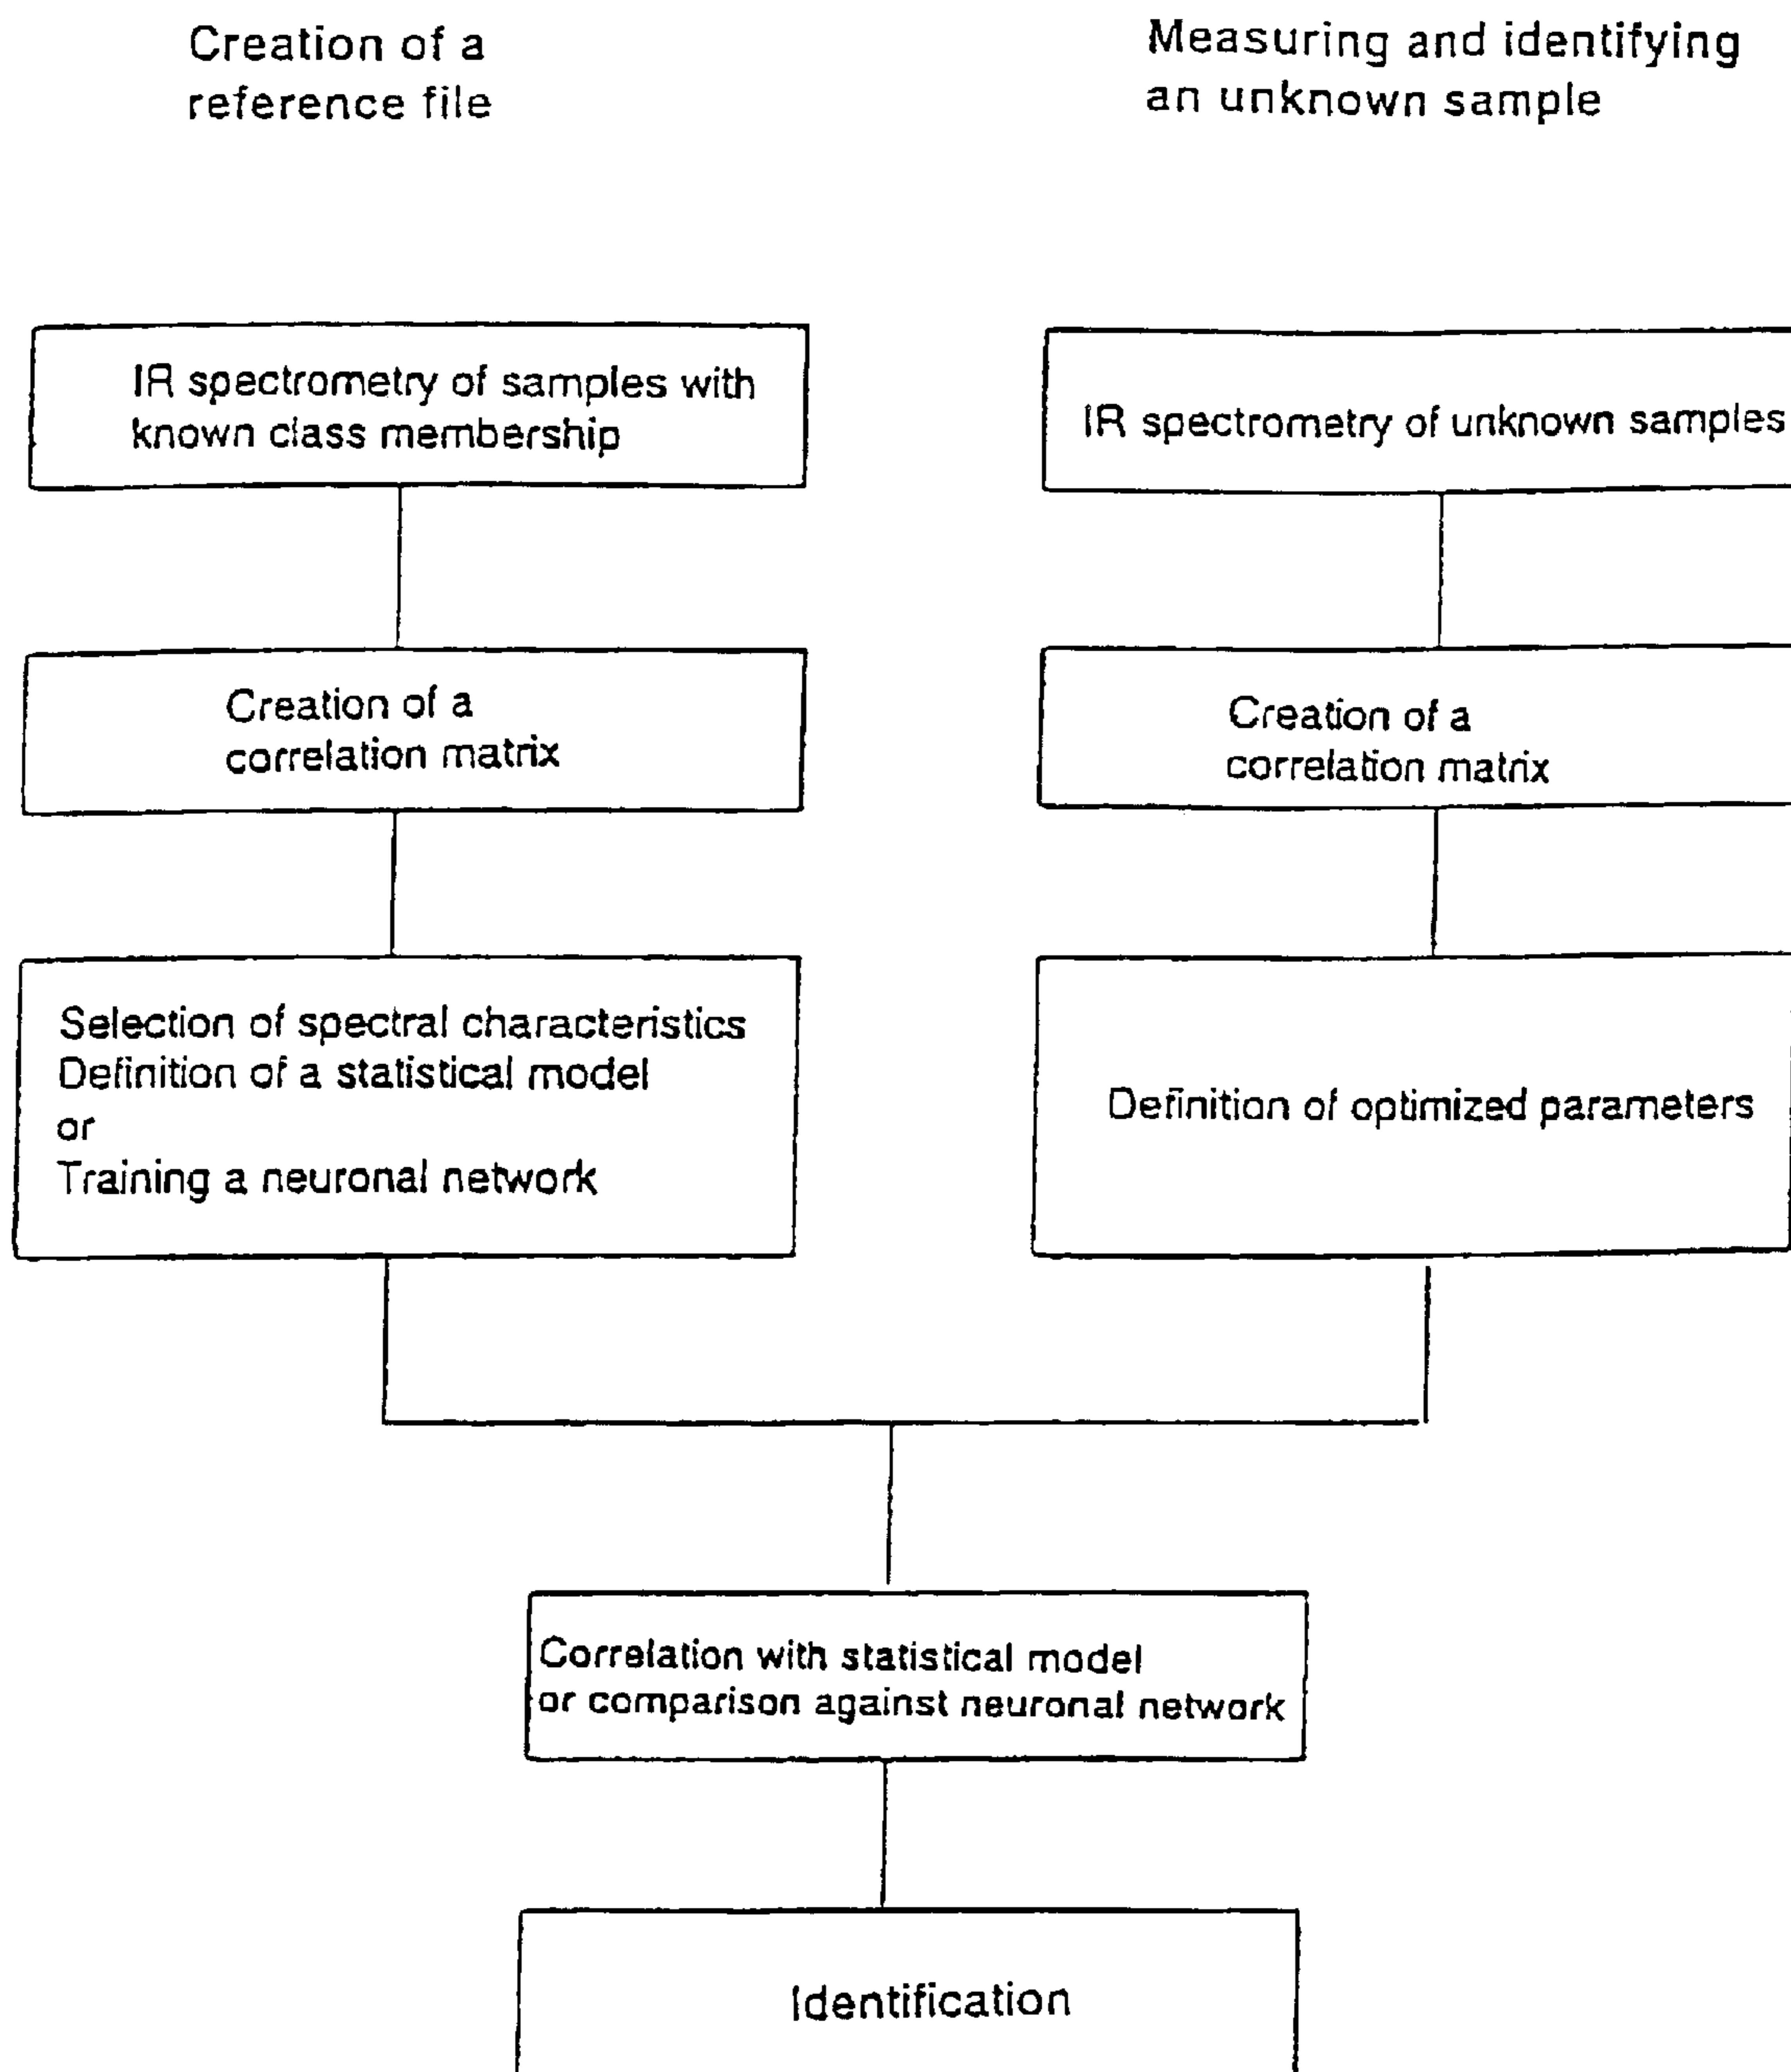 Creation of a
reference file
Measuring and identifying
an unknown sample
IR spectrometry of samples with
known class membership
IR spectrometry of unknown samples
Creation of a
correlation matrix
Creation of a
correlation matrix
Selection of spectral characteristics
Definition of a statistical model
or
Training a neuronal network
Definition of optimized parameters
Correlation with statistical model
or comparison against neuronal network
Identification